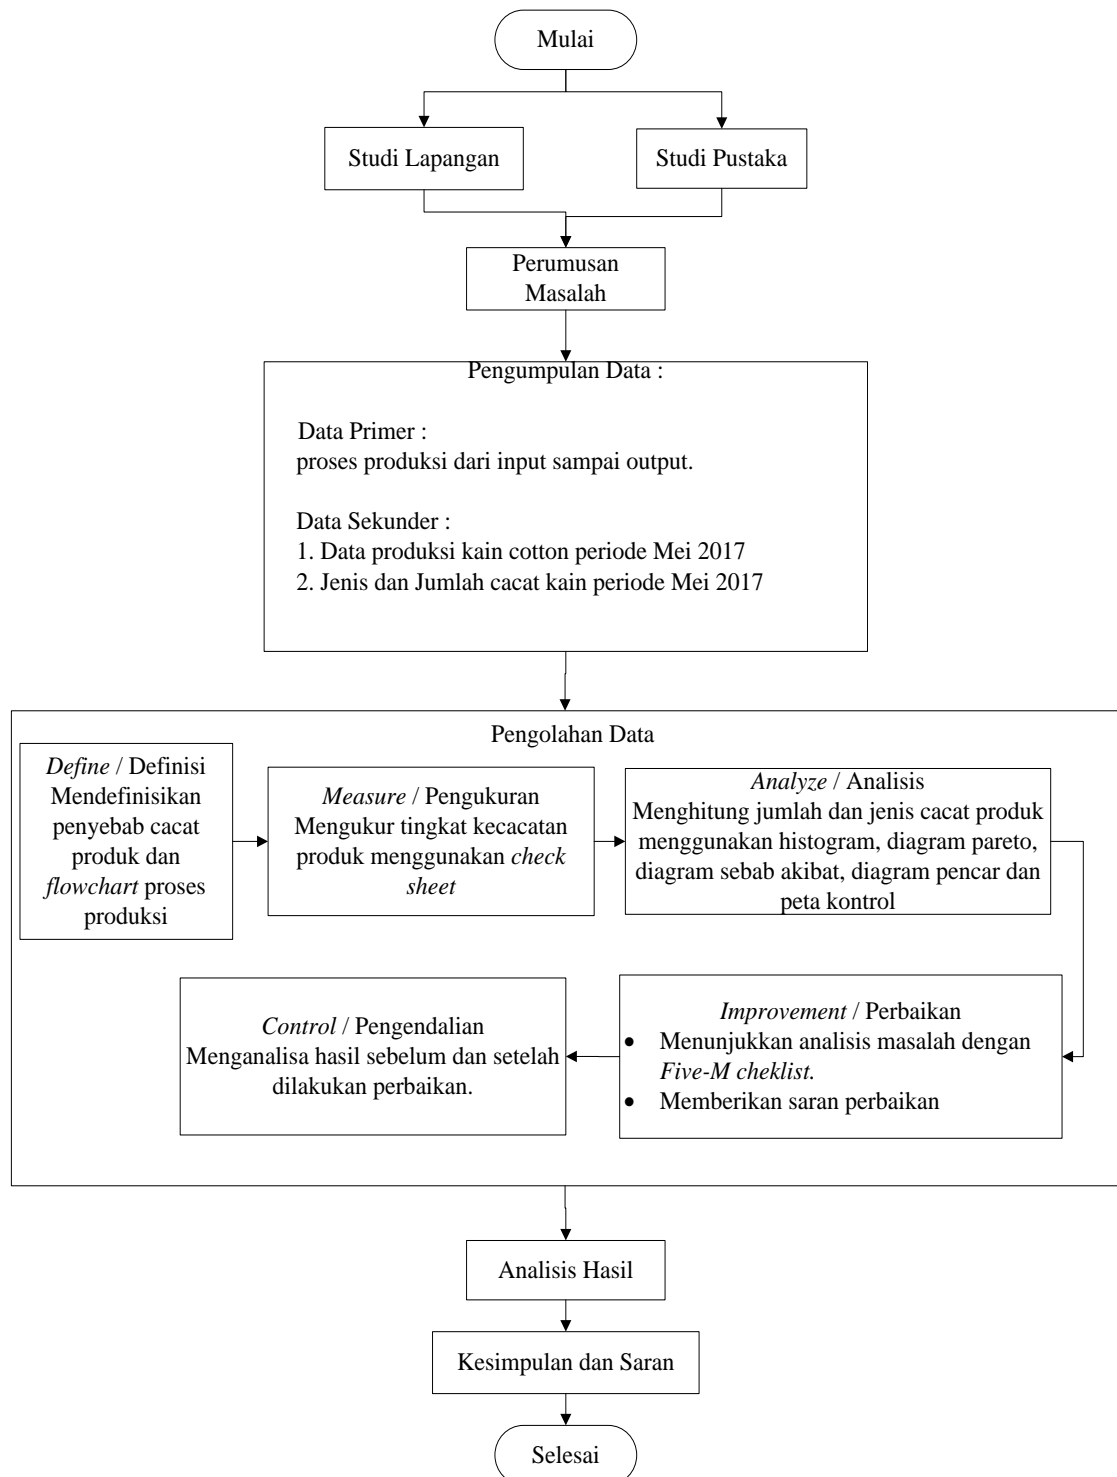 Mulai
Studi Lapangan
Studi Pustaka
Perumusan
Masalah
Pengumpulan Data :
Data Primer :
proses produksi dari input sampai output.
Data Sekunder :
1. Data produksi kain cotton periode Mei 2017
2. Jenis dan Jumlah cacat kain periode Mei 2017
Pengolahan Data
Define / Definisi
Mendefinisikan
penyebab cacat
produk dan
flowchart proses
produksi
Measure / Pengukuran
Mengukur tingkat kecacatan
produk menggunakan check
sheet
Analyze / Analisis
Menghitung jumlah dan jenis cacat produk
menggunakan histogram, diagram pareto,
diagram sebab akibat, diagram pencar dan
peta kontrol
Improvement / Perbaikan
• Menunjukkan analisis masalah dengan
Five-M cheklist.
• Memberikan saran perbaikan
Control / Pengendalian
Menganalisa hasil sebelum dan setelah
dilakukan perbaikan.
Analisis Hasil
Kesimpulan dan Saran
Selesai